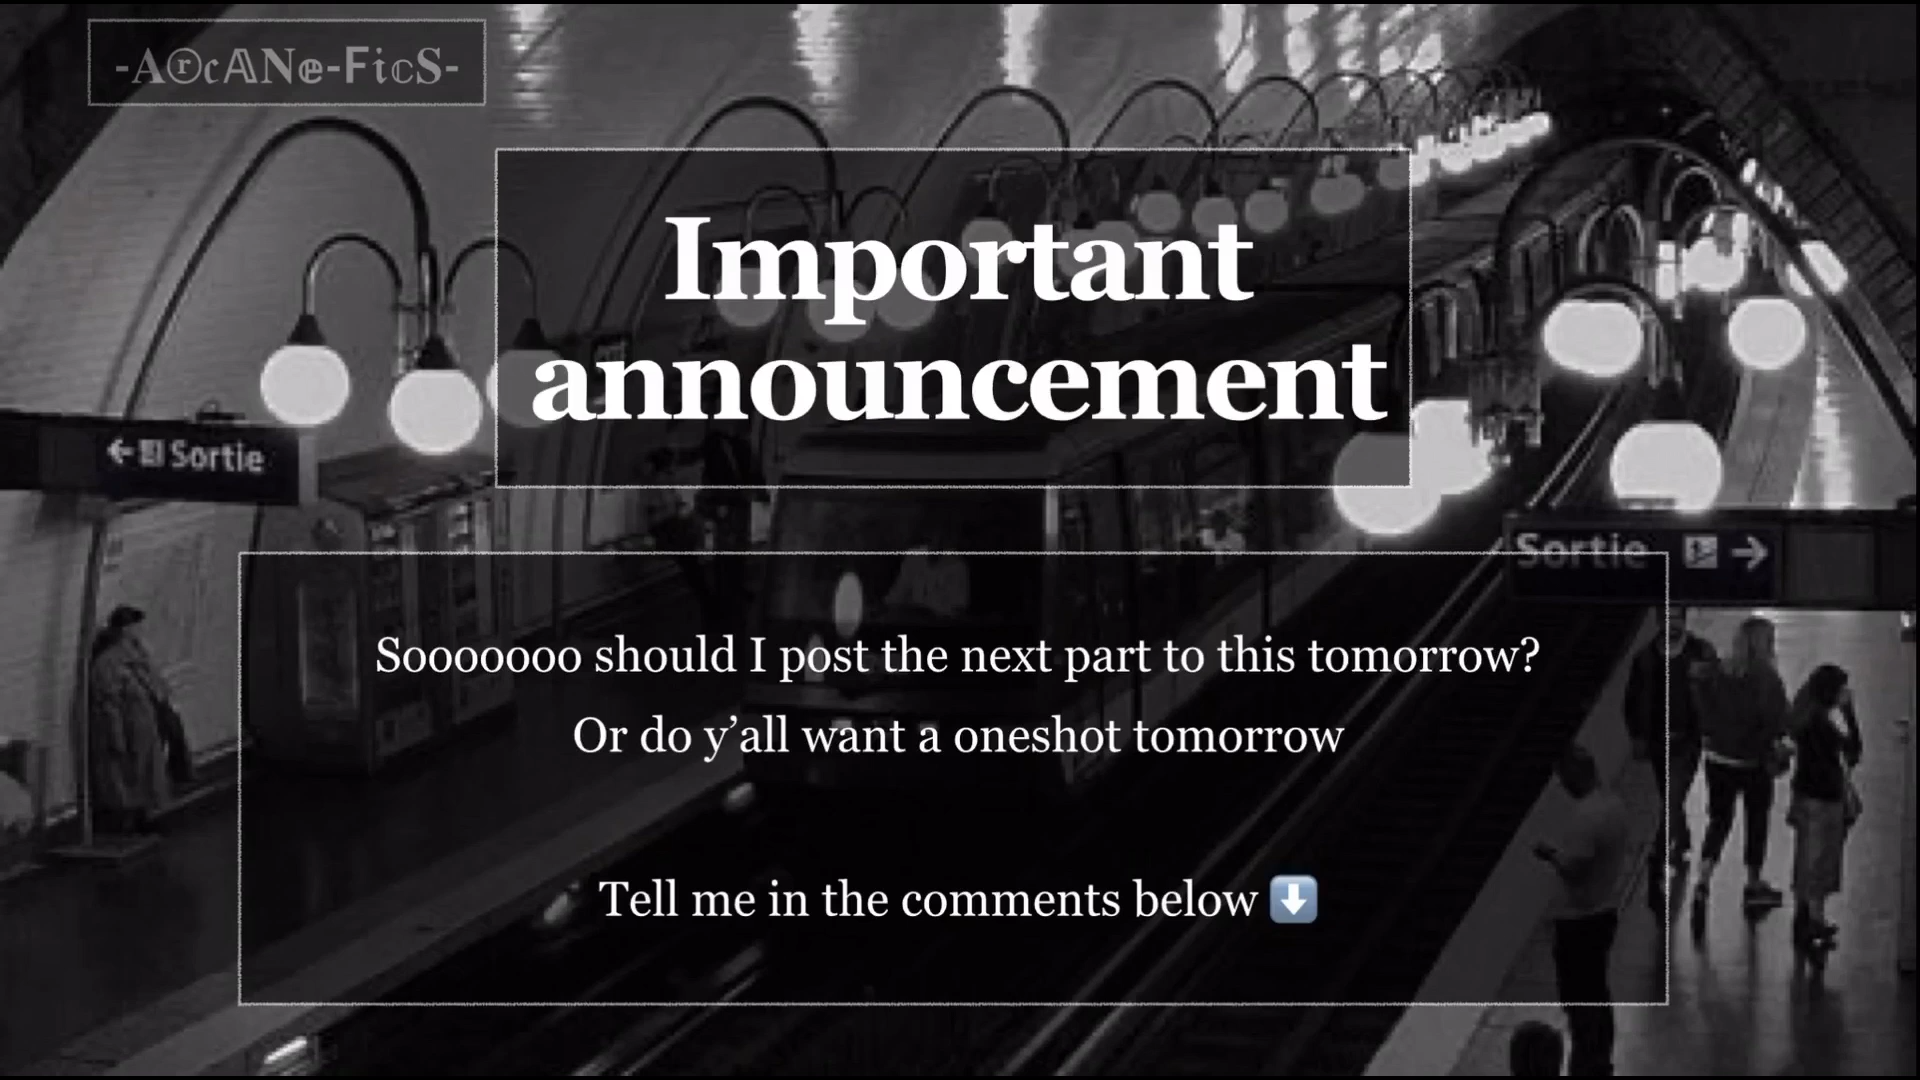 -Aⓡc𝔸Ne-FicS-
Important
announcement
← Sortie
Sortie →
Sooooooo should I post the next part to this tomorrow?
Or do y’all want a oneshot tomorrow
Tell me in the comments below ⬇️